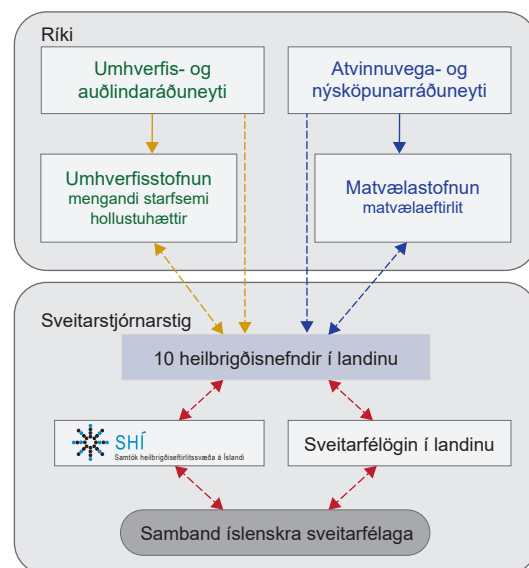 Ríki
Umhverfis- og
auðlindaráðuneyti
Atvinnuvega- og
nýsköpunarráðuneyti
Umhverfisstofnun
mengandi starfsemi
hollustuhættir
Matvælastofnun
matvælaeftirlit
Sveitarstjórnarstig
10 heilbrigðisnefndir í landinu
SHÍ
Samtök heilbrigðiseftirlitssvæða á Íslandi
Sveitarfélögin í landinu
Samband íslenskra sveitarfélaga